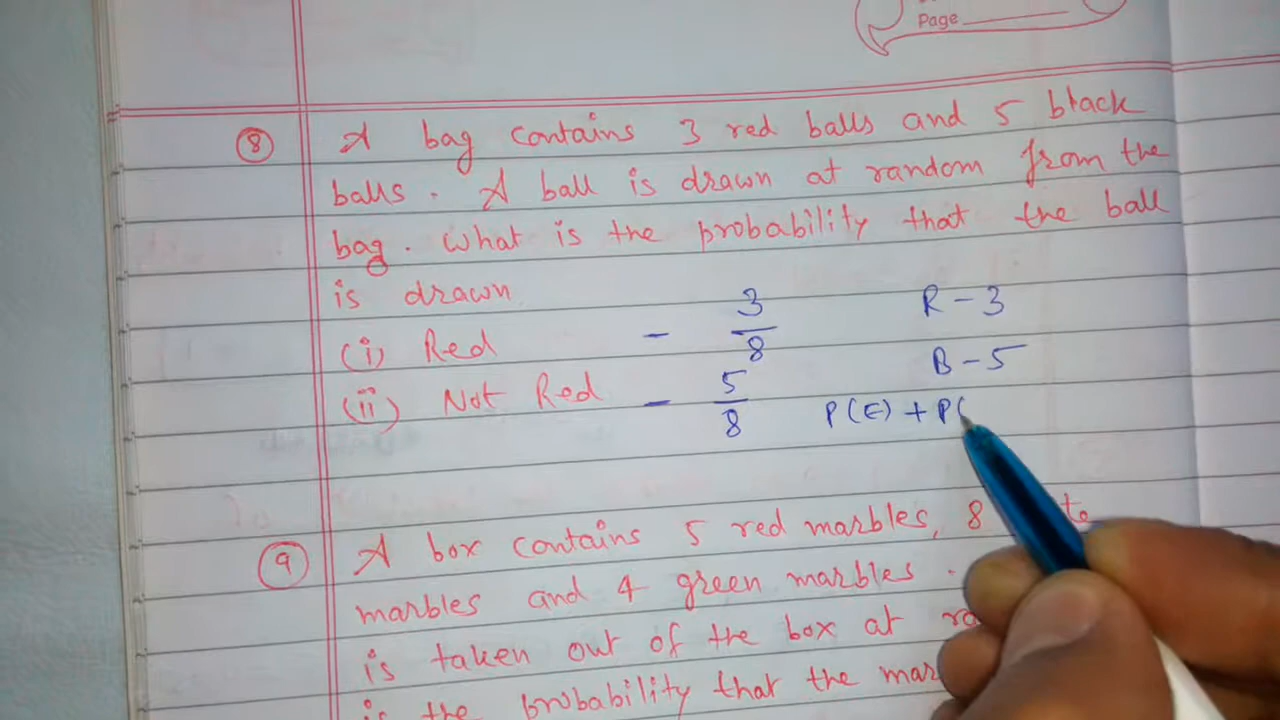 Page
⑧ A bag contains 3 red balls and 5 black
balls. A ball is drawn at random from the
bag. What is the probability that the ball
is drawn
(i) Red - 3/8 R - 3
B - 5
(ii) Not Red - 5/8 P(E) + P(
⑨ A box contains 5 red marbles, 8
marbles and 4 green marbles.
is taken out of the box at
is the probability that the